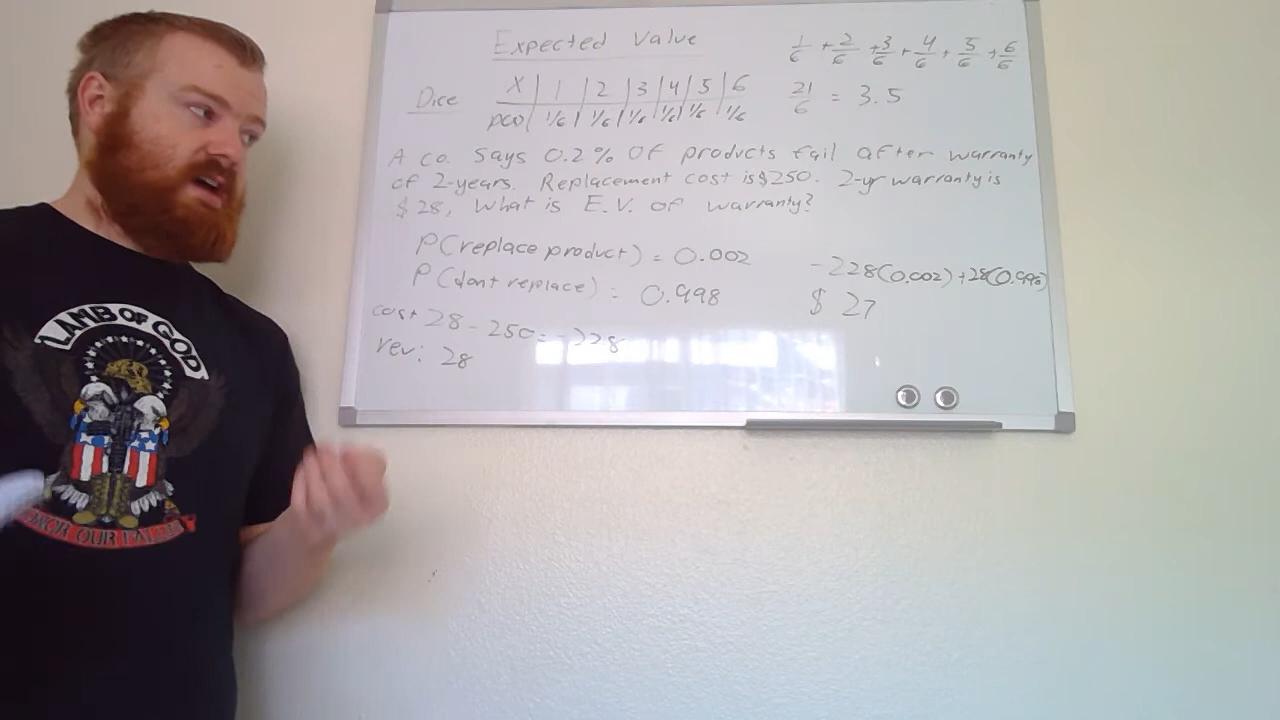 Expected Value
1/6 + 2/6 + 3/6 + 4/6 + 5/6 + 6/6
Dice
X | 1 | 2 | 3 | 4 | 5 | 6
p(x) | 1/6 | 1/6 | 1/6 | 1/6 | 1/6 | 1/6
21/6 = 3.5
A co. says 0.2% of products fail after warranty
of 2-years. Replacement cost is $250. 2-yr warranty is
$28, What is E.V. of warranty?
P(replace product) = 0.002
P(dont replace) = 0.998
-228(0.002)+28(0.998)
$ 27
cost 28 - 250 = -228
rev: 28
LAMB OF GOD
HONOR OUR FALLEN